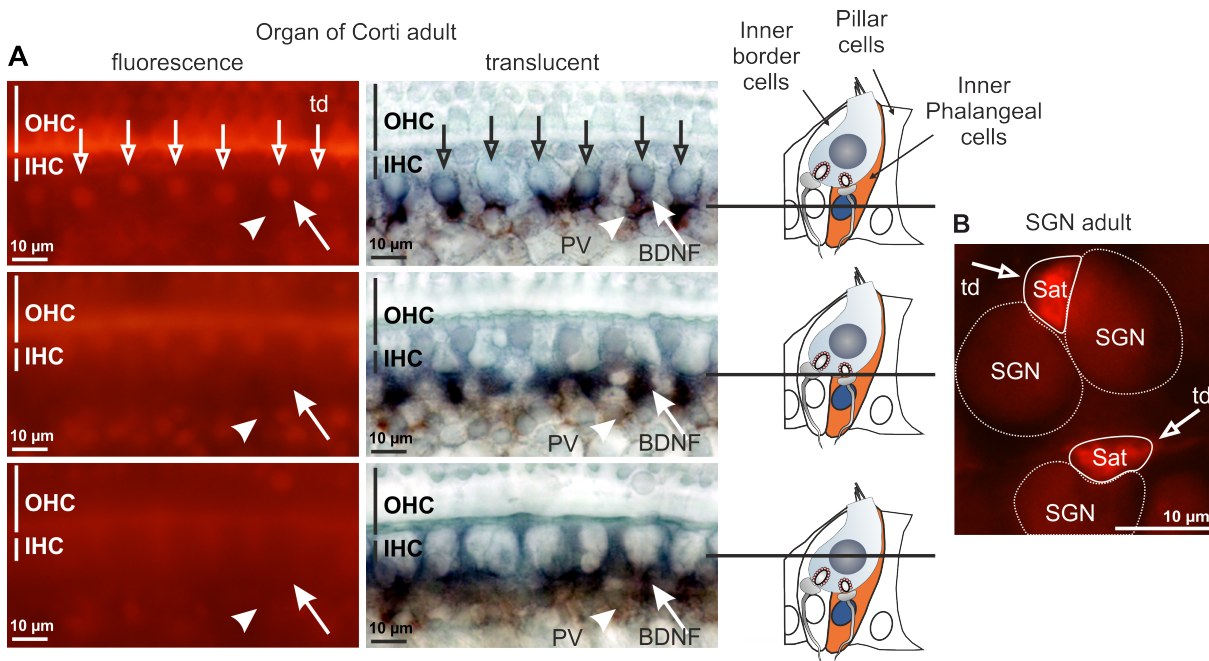 Organ of Corti adult
A
fluorescence
translucent
Inner
border
cells
Pillar
cells
Inner
Phalangeal
cells
OHC
IHC
td
10 µm
OHC
IHC
PV
BDNF
10 µm
OHC
IHC
10 µm
OHC
IHC
PV
BDNF
10 µm
OHC
IHC
10 µm
OHC
IHC
PV
BDNF
10 µm
B
SGN adult
td
Sat
SGN
SGN
td
Sat
SGN
10 µm